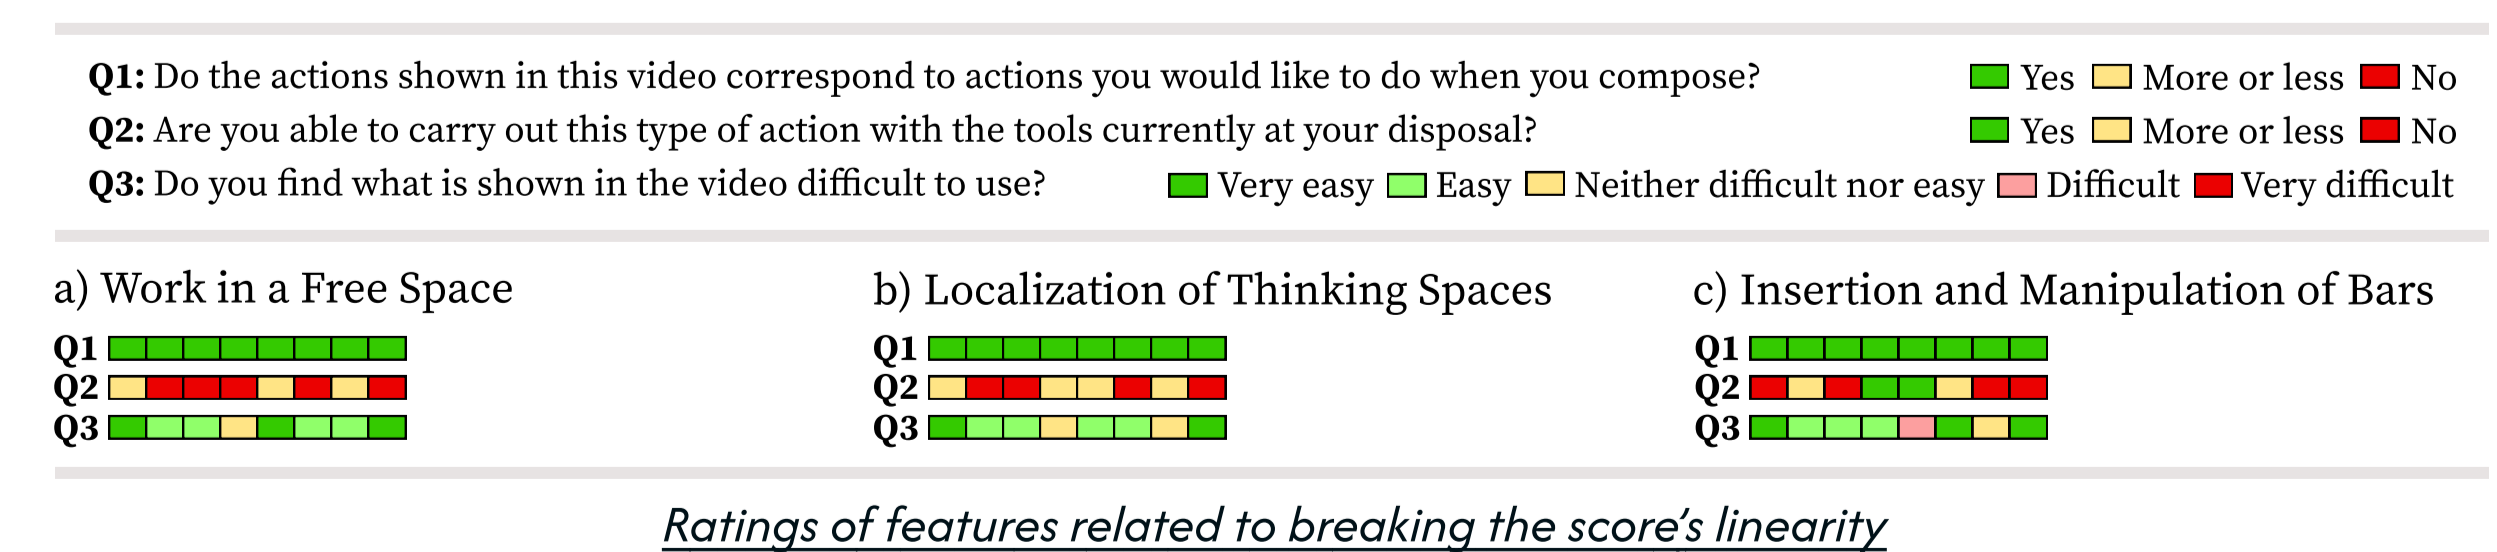 Q1: Do the actions shown in this video correspond to actions you would like to do when you compose? Yes More or less No
Q2: Are you able to carry out this type of action with the tools currently at your disposal? Yes More or less No
Q3: Do you find what is shown in the video difficult to use? Very easy Easy Neither difficult nor easy Difficult Very difficult
a) Work in a Free Space b) Localization of Thinking Spaces c) Insertion and Manipulation of Bars
Q1 Q1 Q1
Q2 Q2 Q2
Q3 Q3 Q3
Ratings of features related to breaking the score's linearity